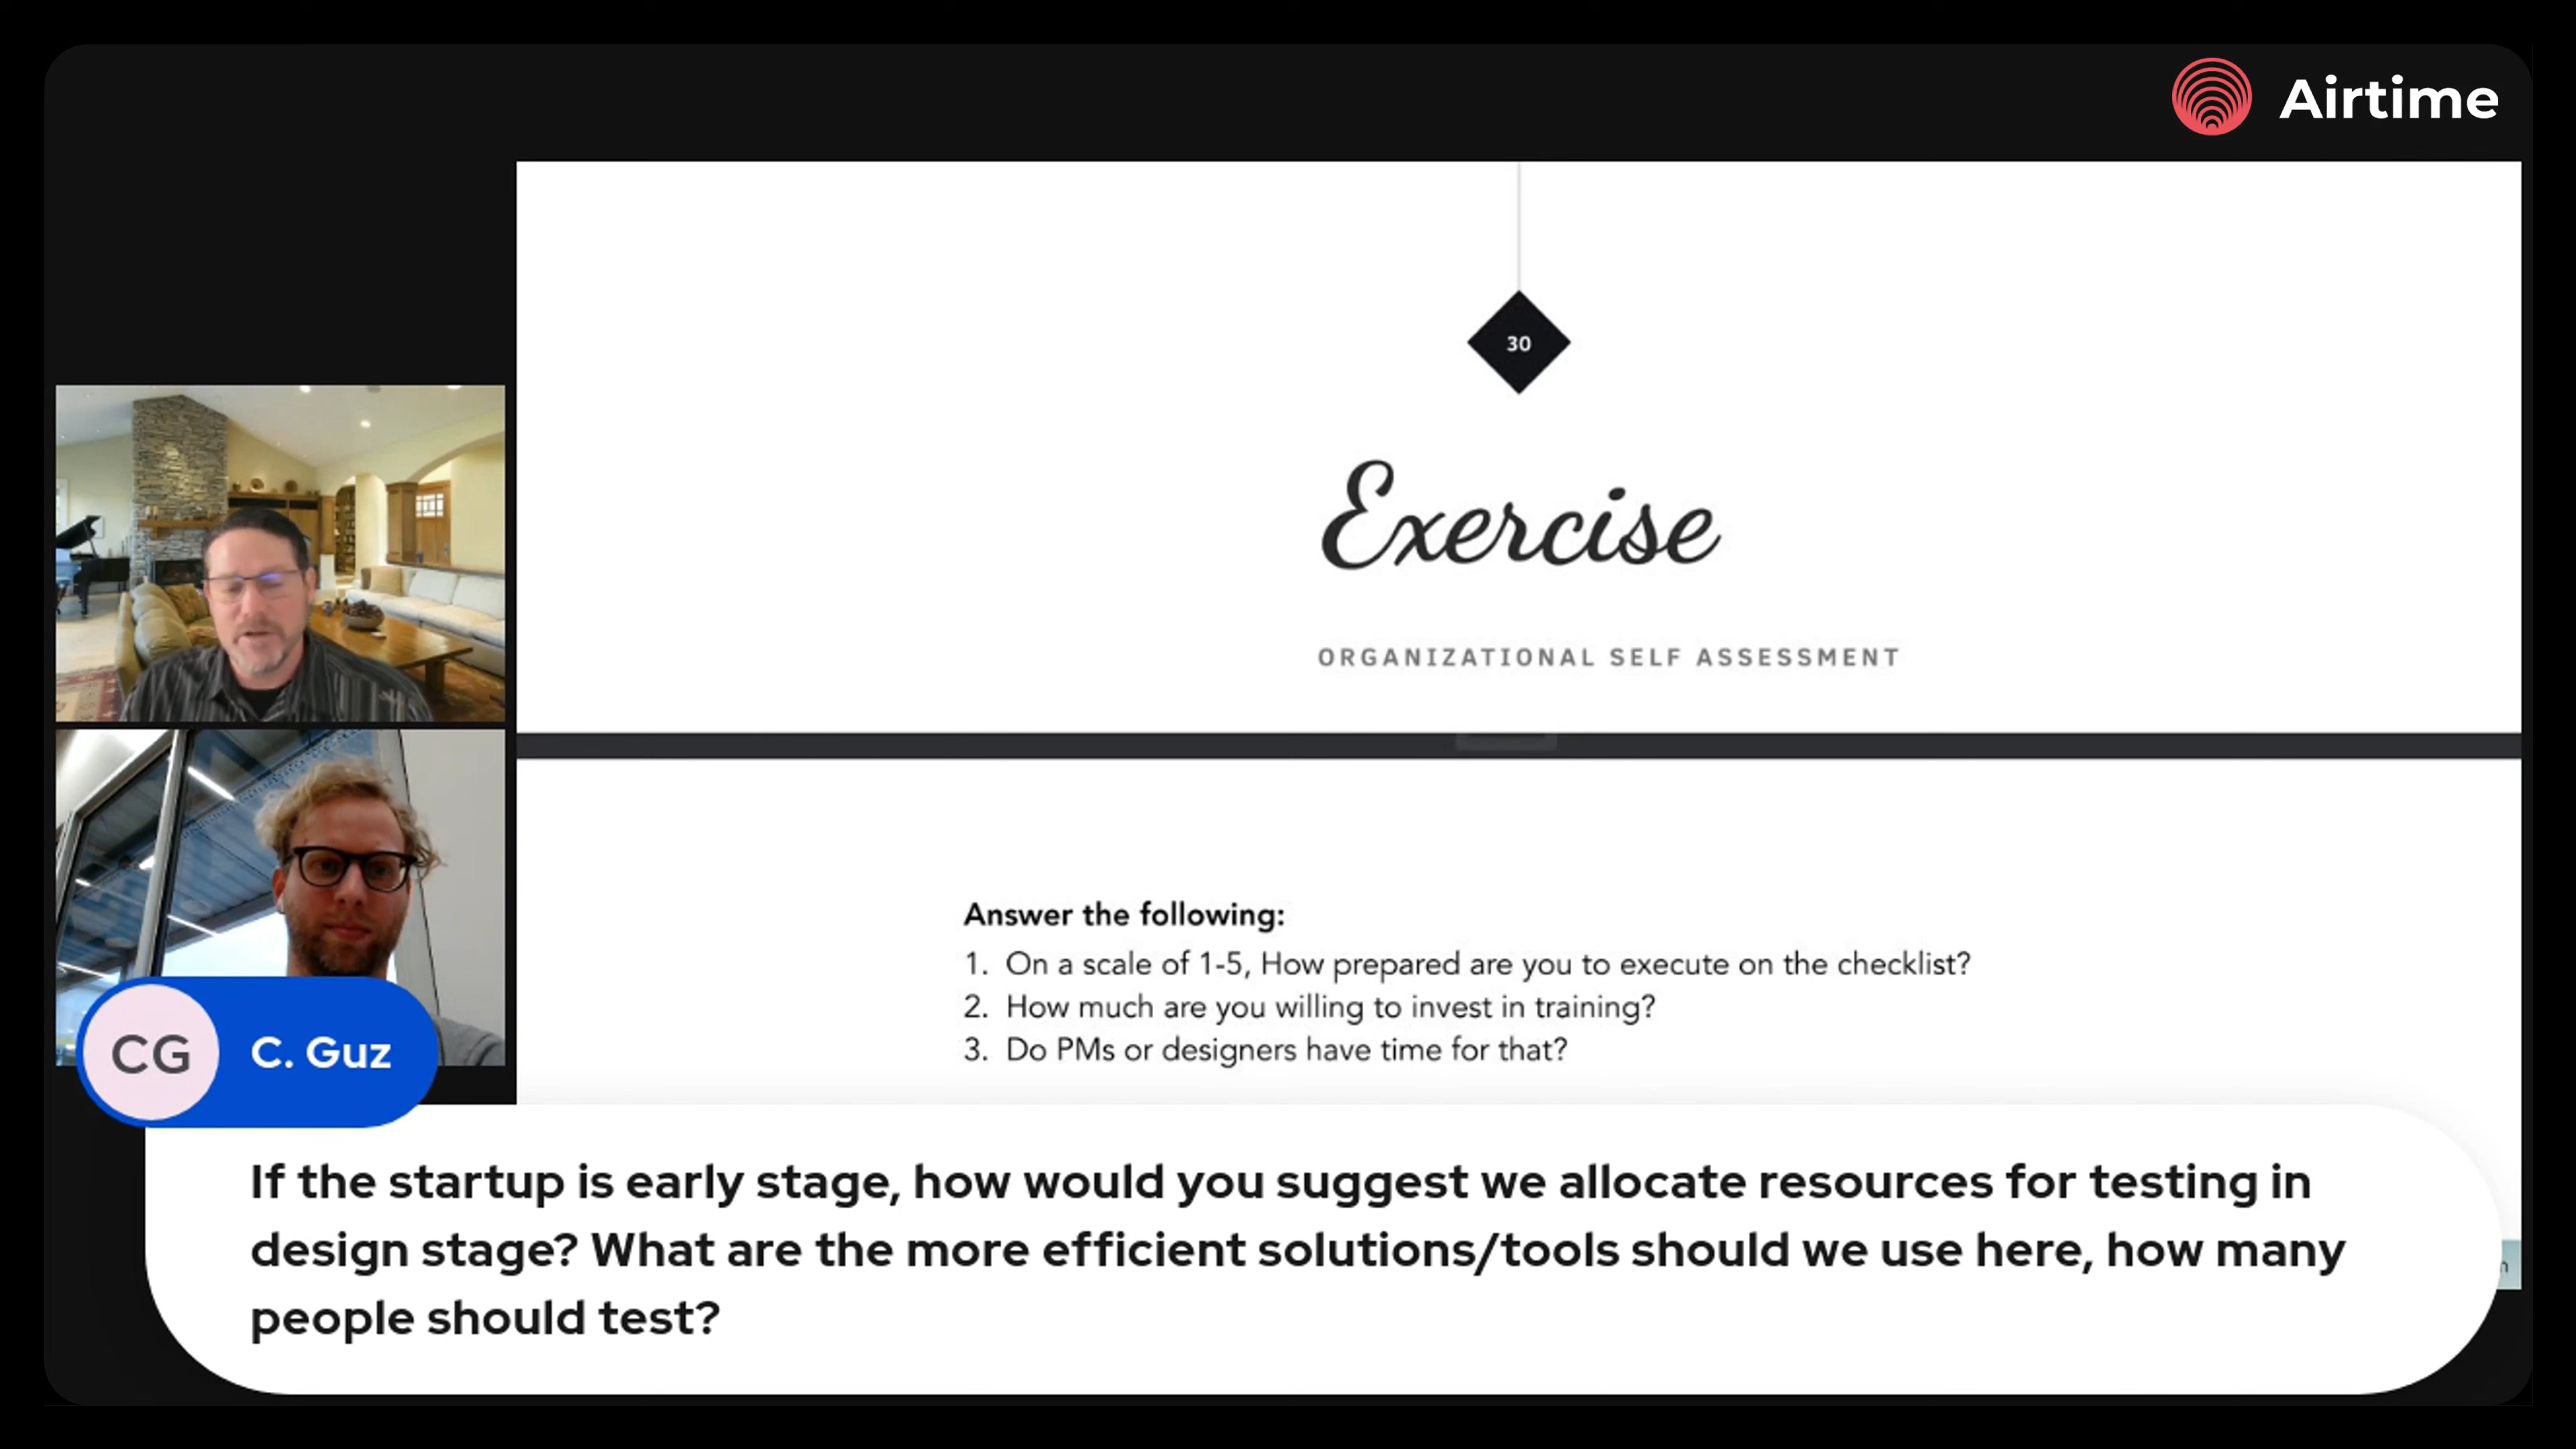 Airtime
30
Exercise
ORGANIZATIONAL SELF ASSESSMENT
Answer the following:
1. On a scale of 1-5, How prepared are you to execute on the checklist?
2. How much are you willing to invest in training?
3. Do PMs or designers have time for that?
CG
C. Guz
If the startup is early stage, how would you suggest we allocate resources for testing in
design stage? What are the more efficient solutions/tools should we use here, how many
people should test?